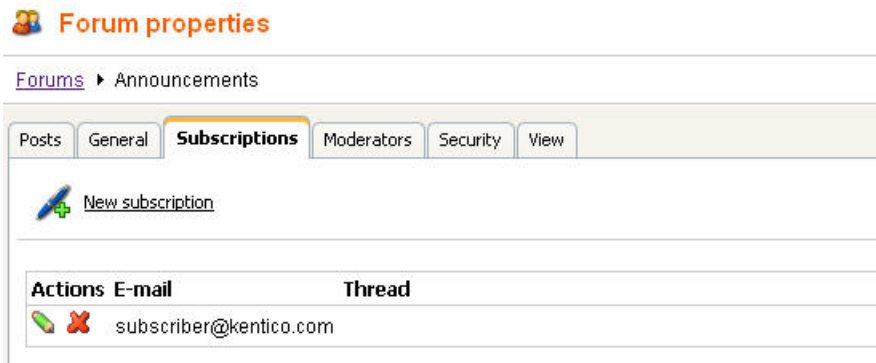 Forum properties
Forums ▸ Announcements
Posts General Subscriptions Moderators Security View
New subscription
Actions E-mail Thread
subscriber@kentico.com